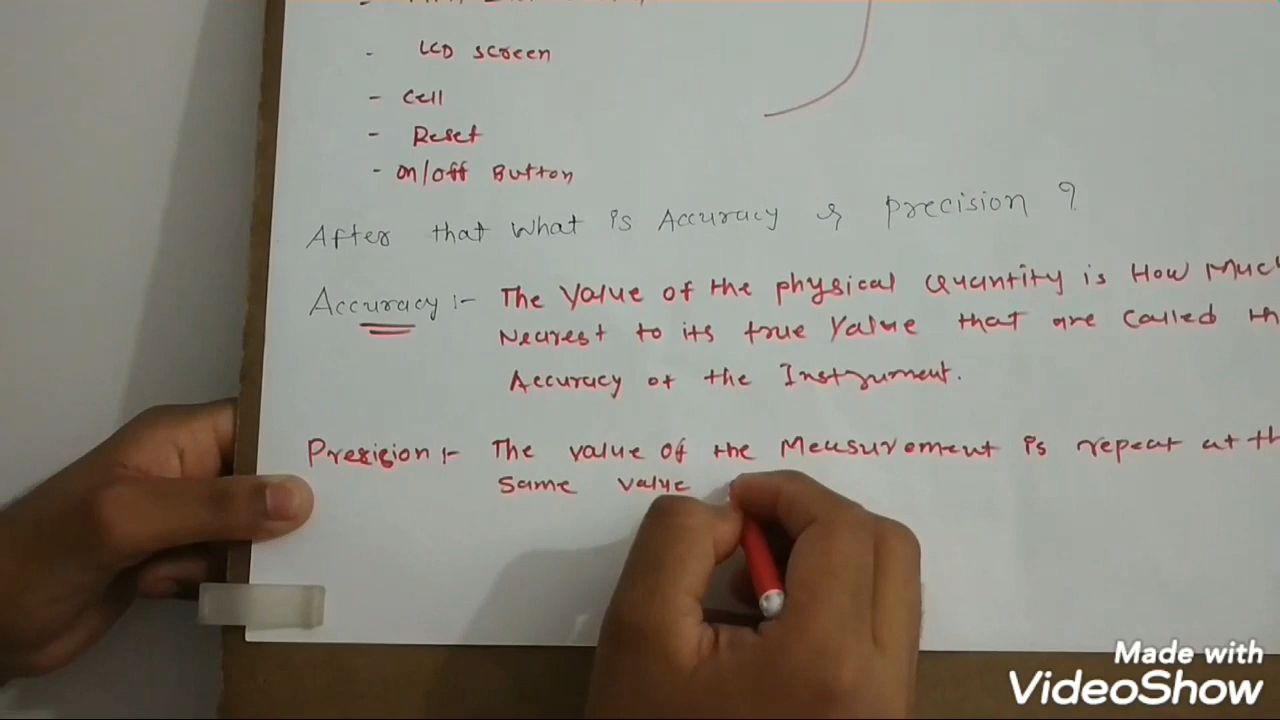 - LCD screen
- Cell
- Reset
- on/off Button
After that What is Accuracy & precision ?
Accuracy :- The Value of the physical Quantity is How Much
Nearest to its true Value that are called th
Accuracy of the Instrument.
Presision :- The value of the Measurement is repeat at th
same value
Made with
VideoShow